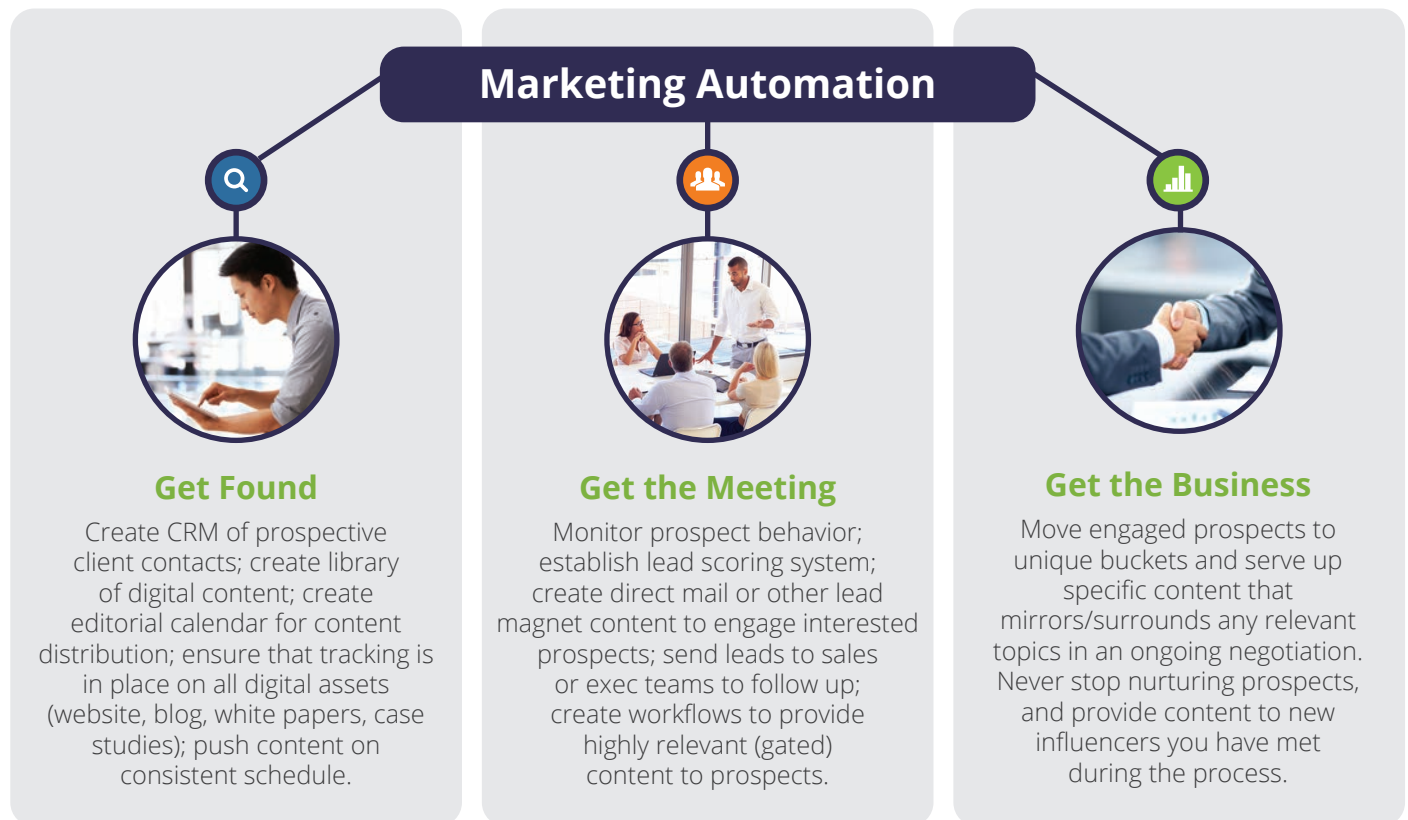 Marketing Automation
Get Found
Create CRM of prospective
client contacts; create library
of digital content; create
editorial calendar for content
distribution; ensure that tracking is
in place on all digital assets
(website, blog, white papers, case
studies); push content on
consistent schedule.
Get the Meeting
Monitor prospect behavior;
establish lead scoring system;
create direct mail or other lead
magnet content to engage interested
prospects; send leads to sales
or exec teams to follow up;
create workflows to provide
highly relevant (gated)
content to prospects.
Get the Business
Move engaged prospects to
unique buckets and serve up
specific content that
mirrors/surrounds any relevant
topics in an ongoing negotiation.
Never stop nurturing prospects,
and provide content to new
influencers you have met
during the process.